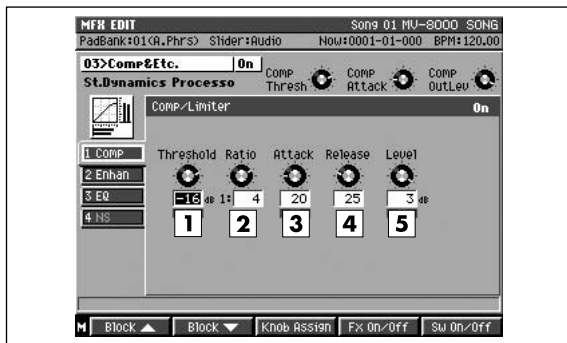 MFX EDIT Song 01 MV-8000 SONG
PadBank:01(A.Phrs) Slider:Audio Now:0001-01-000 BPM:120.00
03>Comp&Etc. On
St.Dynamics Processo
Comp Thresh
Comp Attack
Comp OutLev
Comp/Limiter On
1 Comp
2 Enhan
3 EQ
4 NS
Threshold Ratio Attack Release Level
-16 dB 1: 4 20 25 3 dB
1 2 3 4 5
M Block ▲ Block ▼ Knob Assign FX On/Off SW On/Off